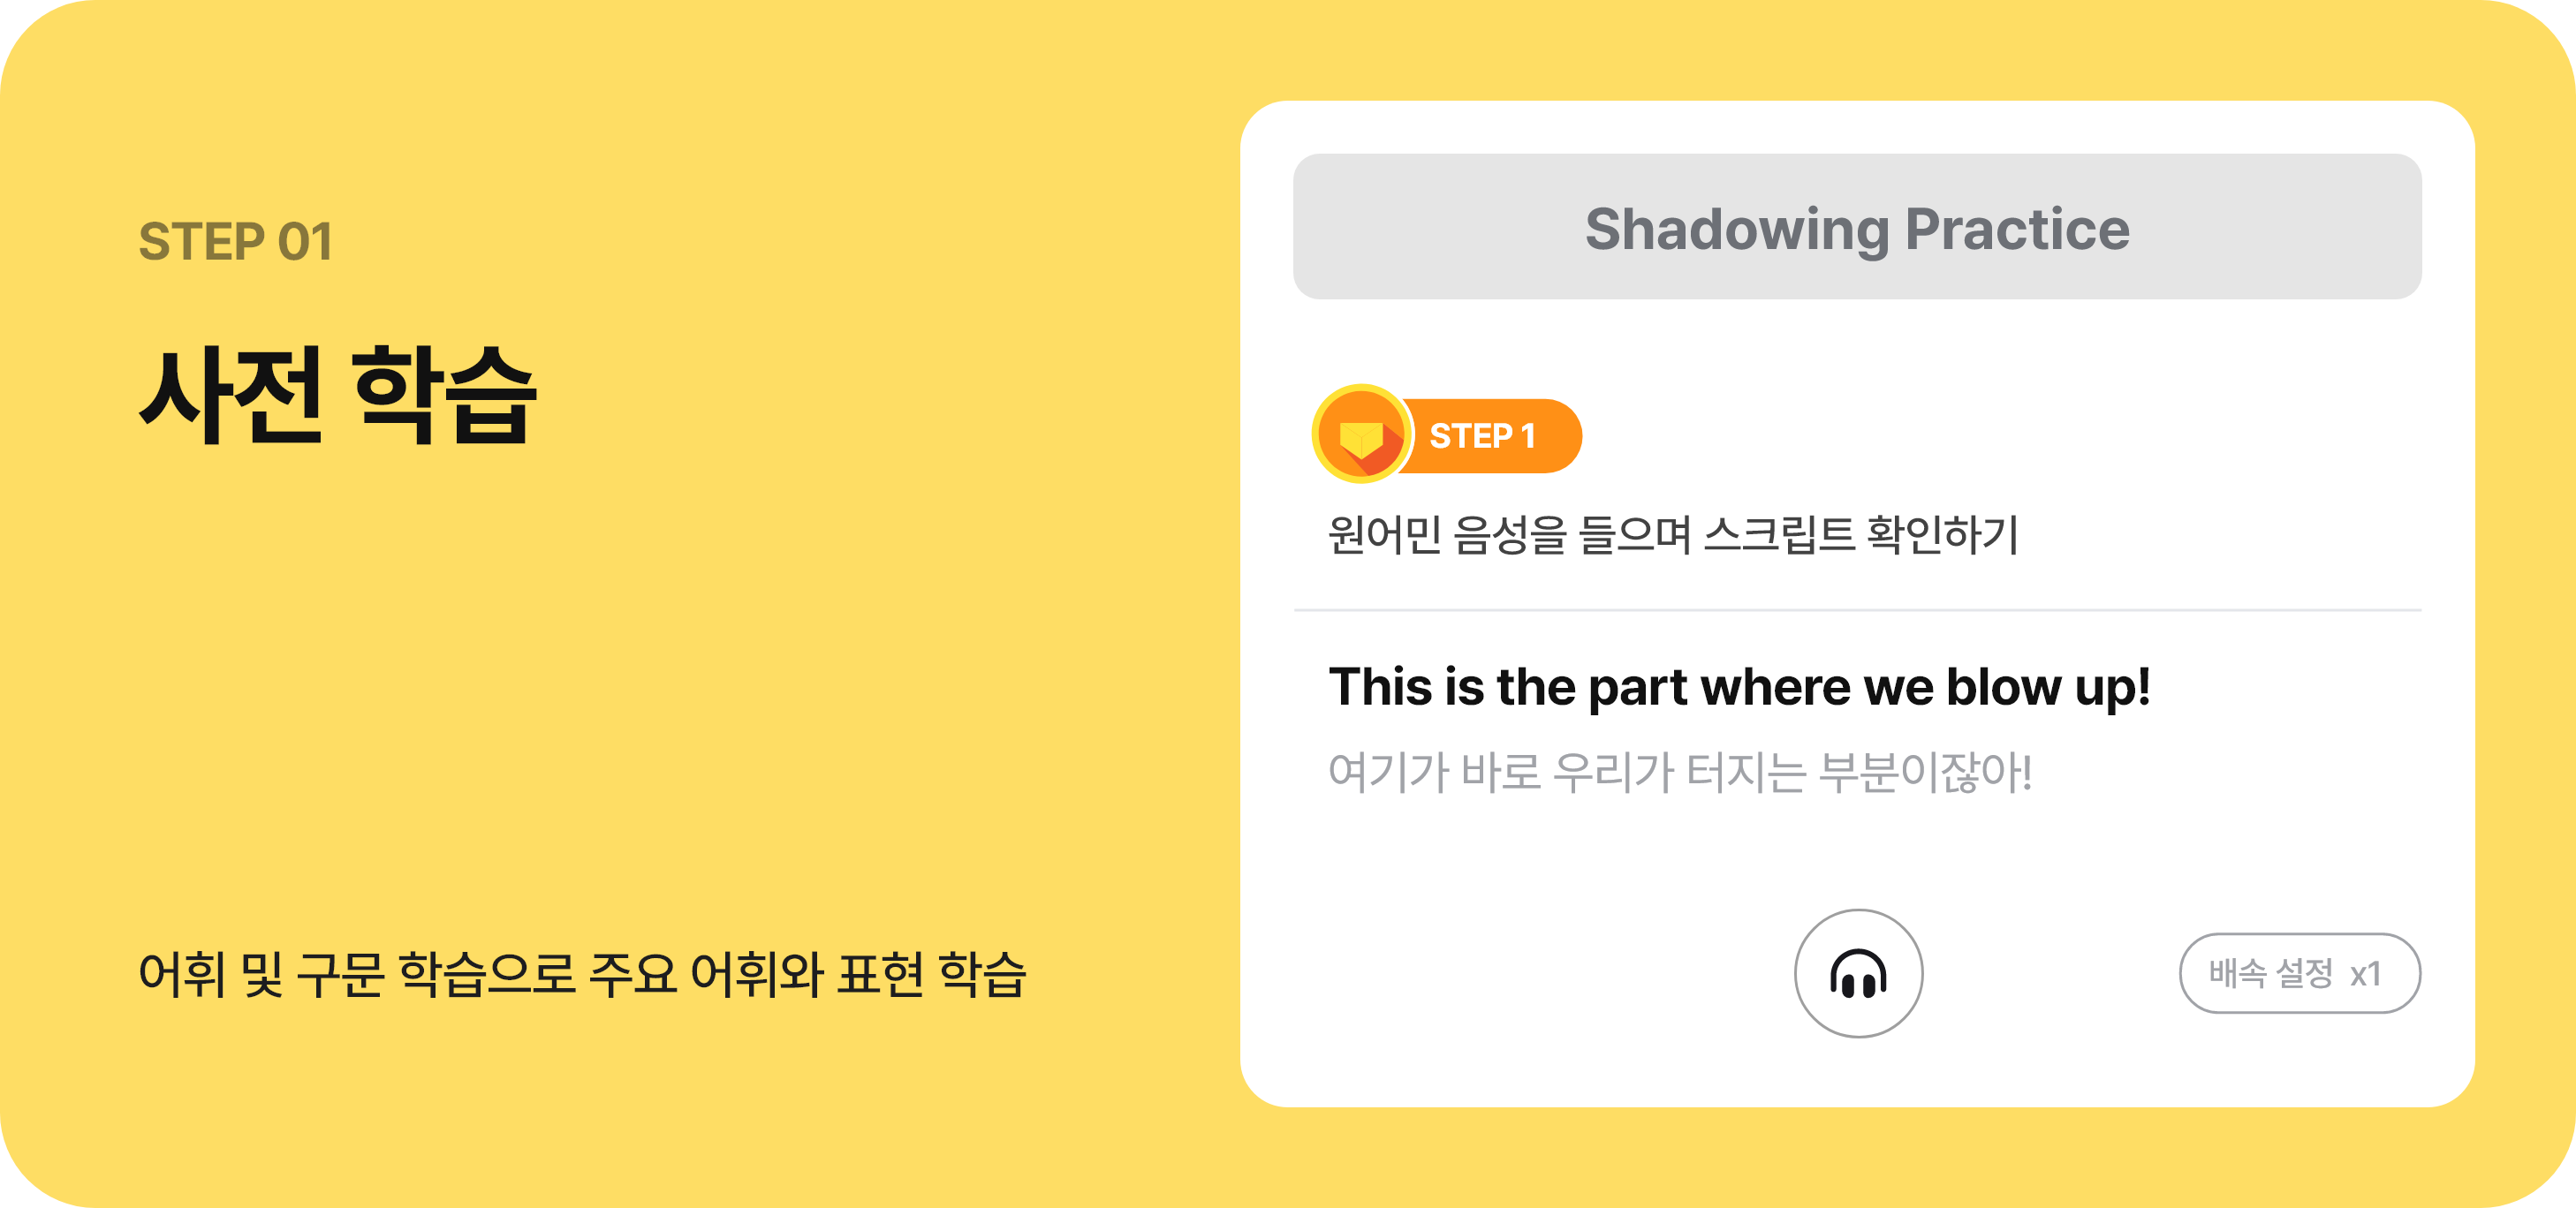 STEP 01
사전 학습
어휘 및 구문 학습으로 주요 어휘와 표현 학습
Shadowing Practice
STEP 1
원어민 음성을 들으며 스크립트 확인하기
This is the part where we blow up!
여기가 바로 우리가 터지는 부분이잖아!
배속 설정 x1